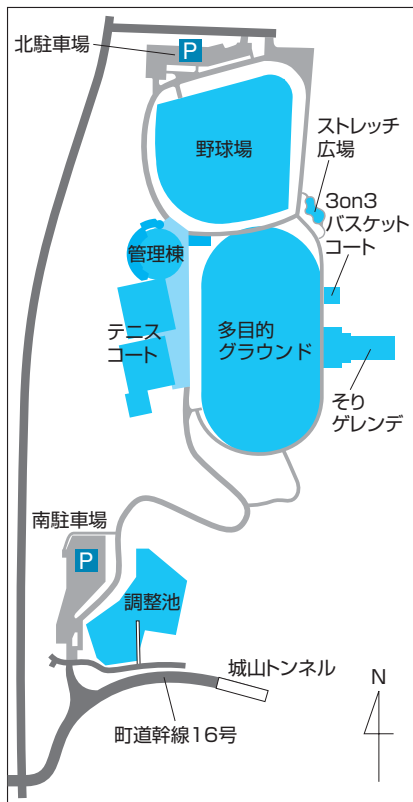 北駐車場
P
野球場
ストレッチ
広場
3on3
バスケット
コート
管理棟
テニス
コート
多目的
グラウンド
そり
ゲレンデ
南駐車場
P
調整池
城山トンネル
町道幹線16号
N